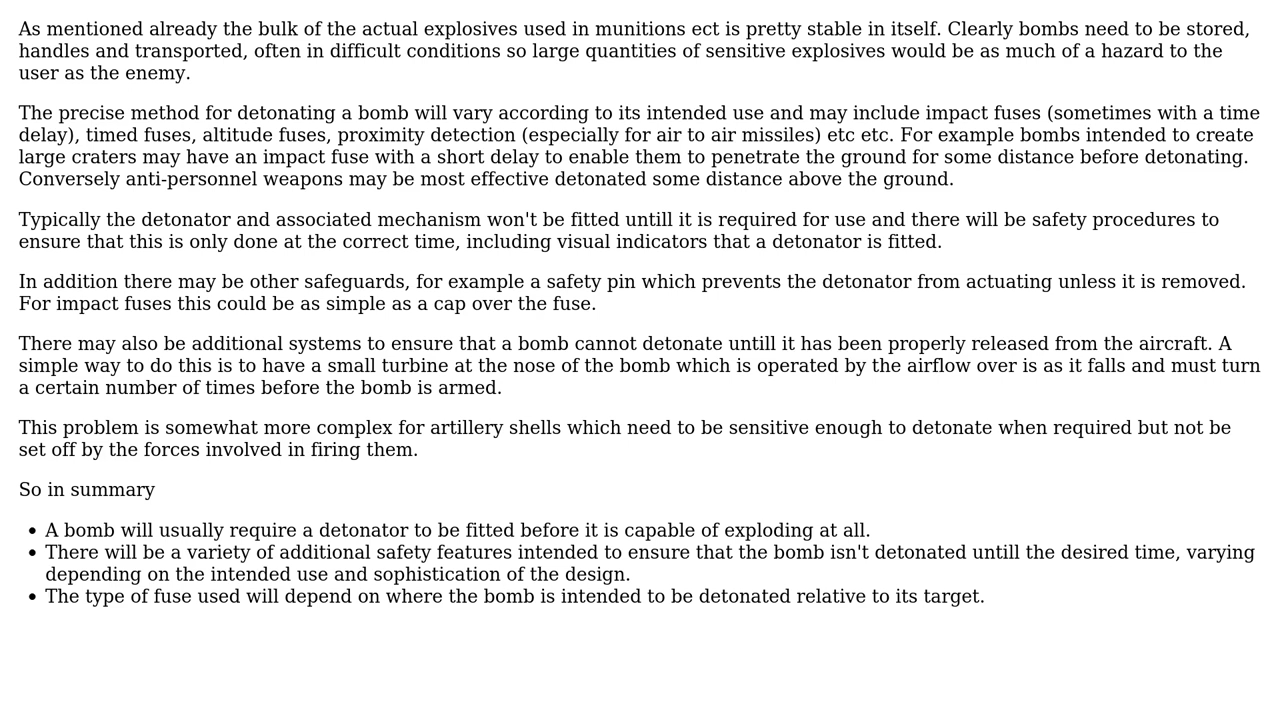 As mentioned already the bulk of the actual explosives used in munitions ect is pretty stable in itself. Clearly bombs need to be stored,
handles and transported, often in difficult conditions so large quantities of sensitive explosives would be as much of a hazard to the
user as the enemy.
The precise method for detonating a bomb will vary according to its intended use and may include impact fuses (sometimes with a time
delay), timed fuses, altitude fuses, proximity detection (especially for air to air missiles) etc etc. For example bombs intended to create
large craters may have an impact fuse with a short delay to enable them to penetrate the ground for some distance before detonating.
Conversely anti-personnel weapons may be most effective detonated some distance above the ground.
Typically the detonator and associated mechanism won't be fitted untill it is required for use and there will be safety procedures to
ensure that this is only done at the correct time, including visual indicators that a detonator is fitted.
In addition there may be other safeguards, for example a safety pin which prevents the detonator from actuating unless it is removed.
For impact fuses this could be as simple as a cap over the fuse.
There may also be additional systems to ensure that a bomb cannot detonate untill it has been properly released from the aircraft. A
simple way to do this is to have a small turbine at the nose of the bomb which is operated by the airflow over is as it falls and must turn
a certain number of times before the bomb is armed.
This problem is somewhat more complex for artillery shells which need to be sensitive enough to detonate when required but not be
set off by the forces involved in firing them.
So in summary
• A bomb will usually require a detonator to be fitted before it is capable of exploding at all.
• There will be a variety of additional safety features intended to ensure that the bomb isn't detonated untill the desired time, varying
depending on the intended use and sophistication of the design.
• The type of fuse used will depend on where the bomb is intended to be detonated relative to its target.